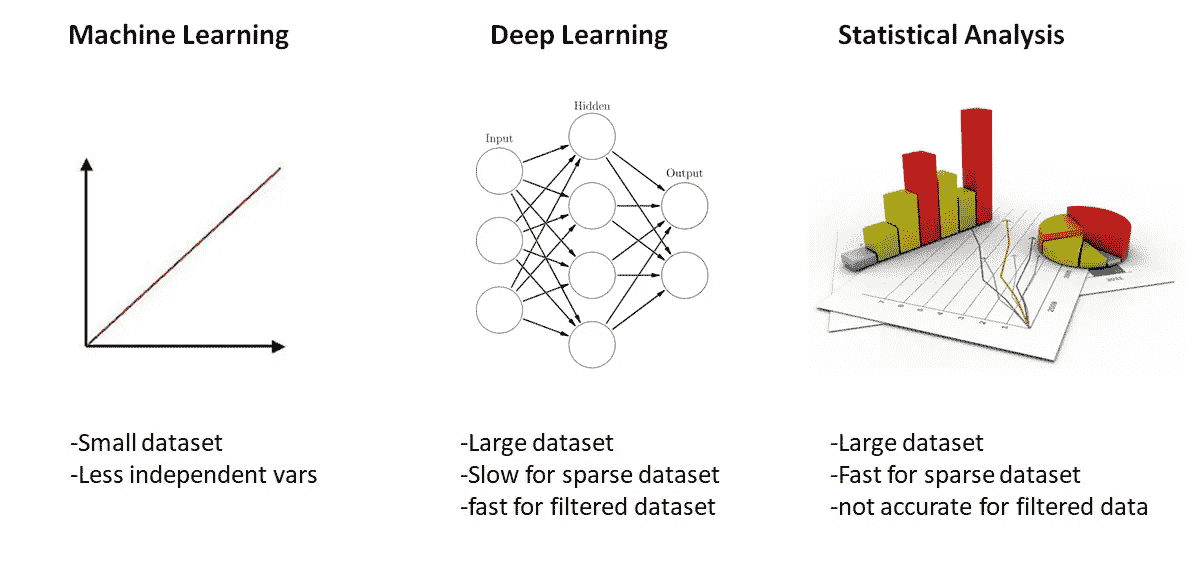 Machine Learning
Deep Learning
Statistical Analysis
Hidden
Input
Output
-Small dataset
-Less independent vars
-Large dataset
-Slow for sparse dataset
-fast for filtered dataset
-Large dataset
-Fast for sparse dataset
-not accurate for filtered data